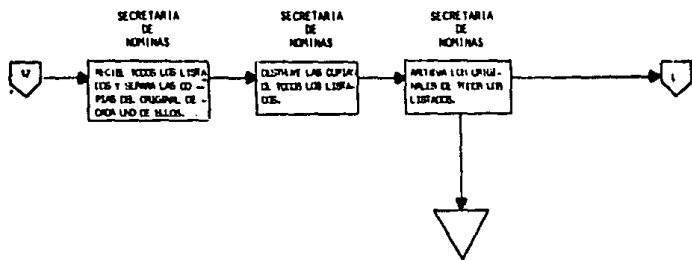 SECRETARIA
DE
NOMINAS
SECRETARIA
DE
NOMINAS
SECRETARIA
DE
NOMINAS
RECIBE TODOS LOS LISTA
DOS Y SEPARA LAS CO -
PIAS DEL ORIGINAL DE -
CADA UNO DE ELLOS.
LAS COPIAS
DE TODOS LOS LISTA-
DOS.
ARCHIVA LOS ORIGI-
NALES DE TODOS LOS
LISTADOS.